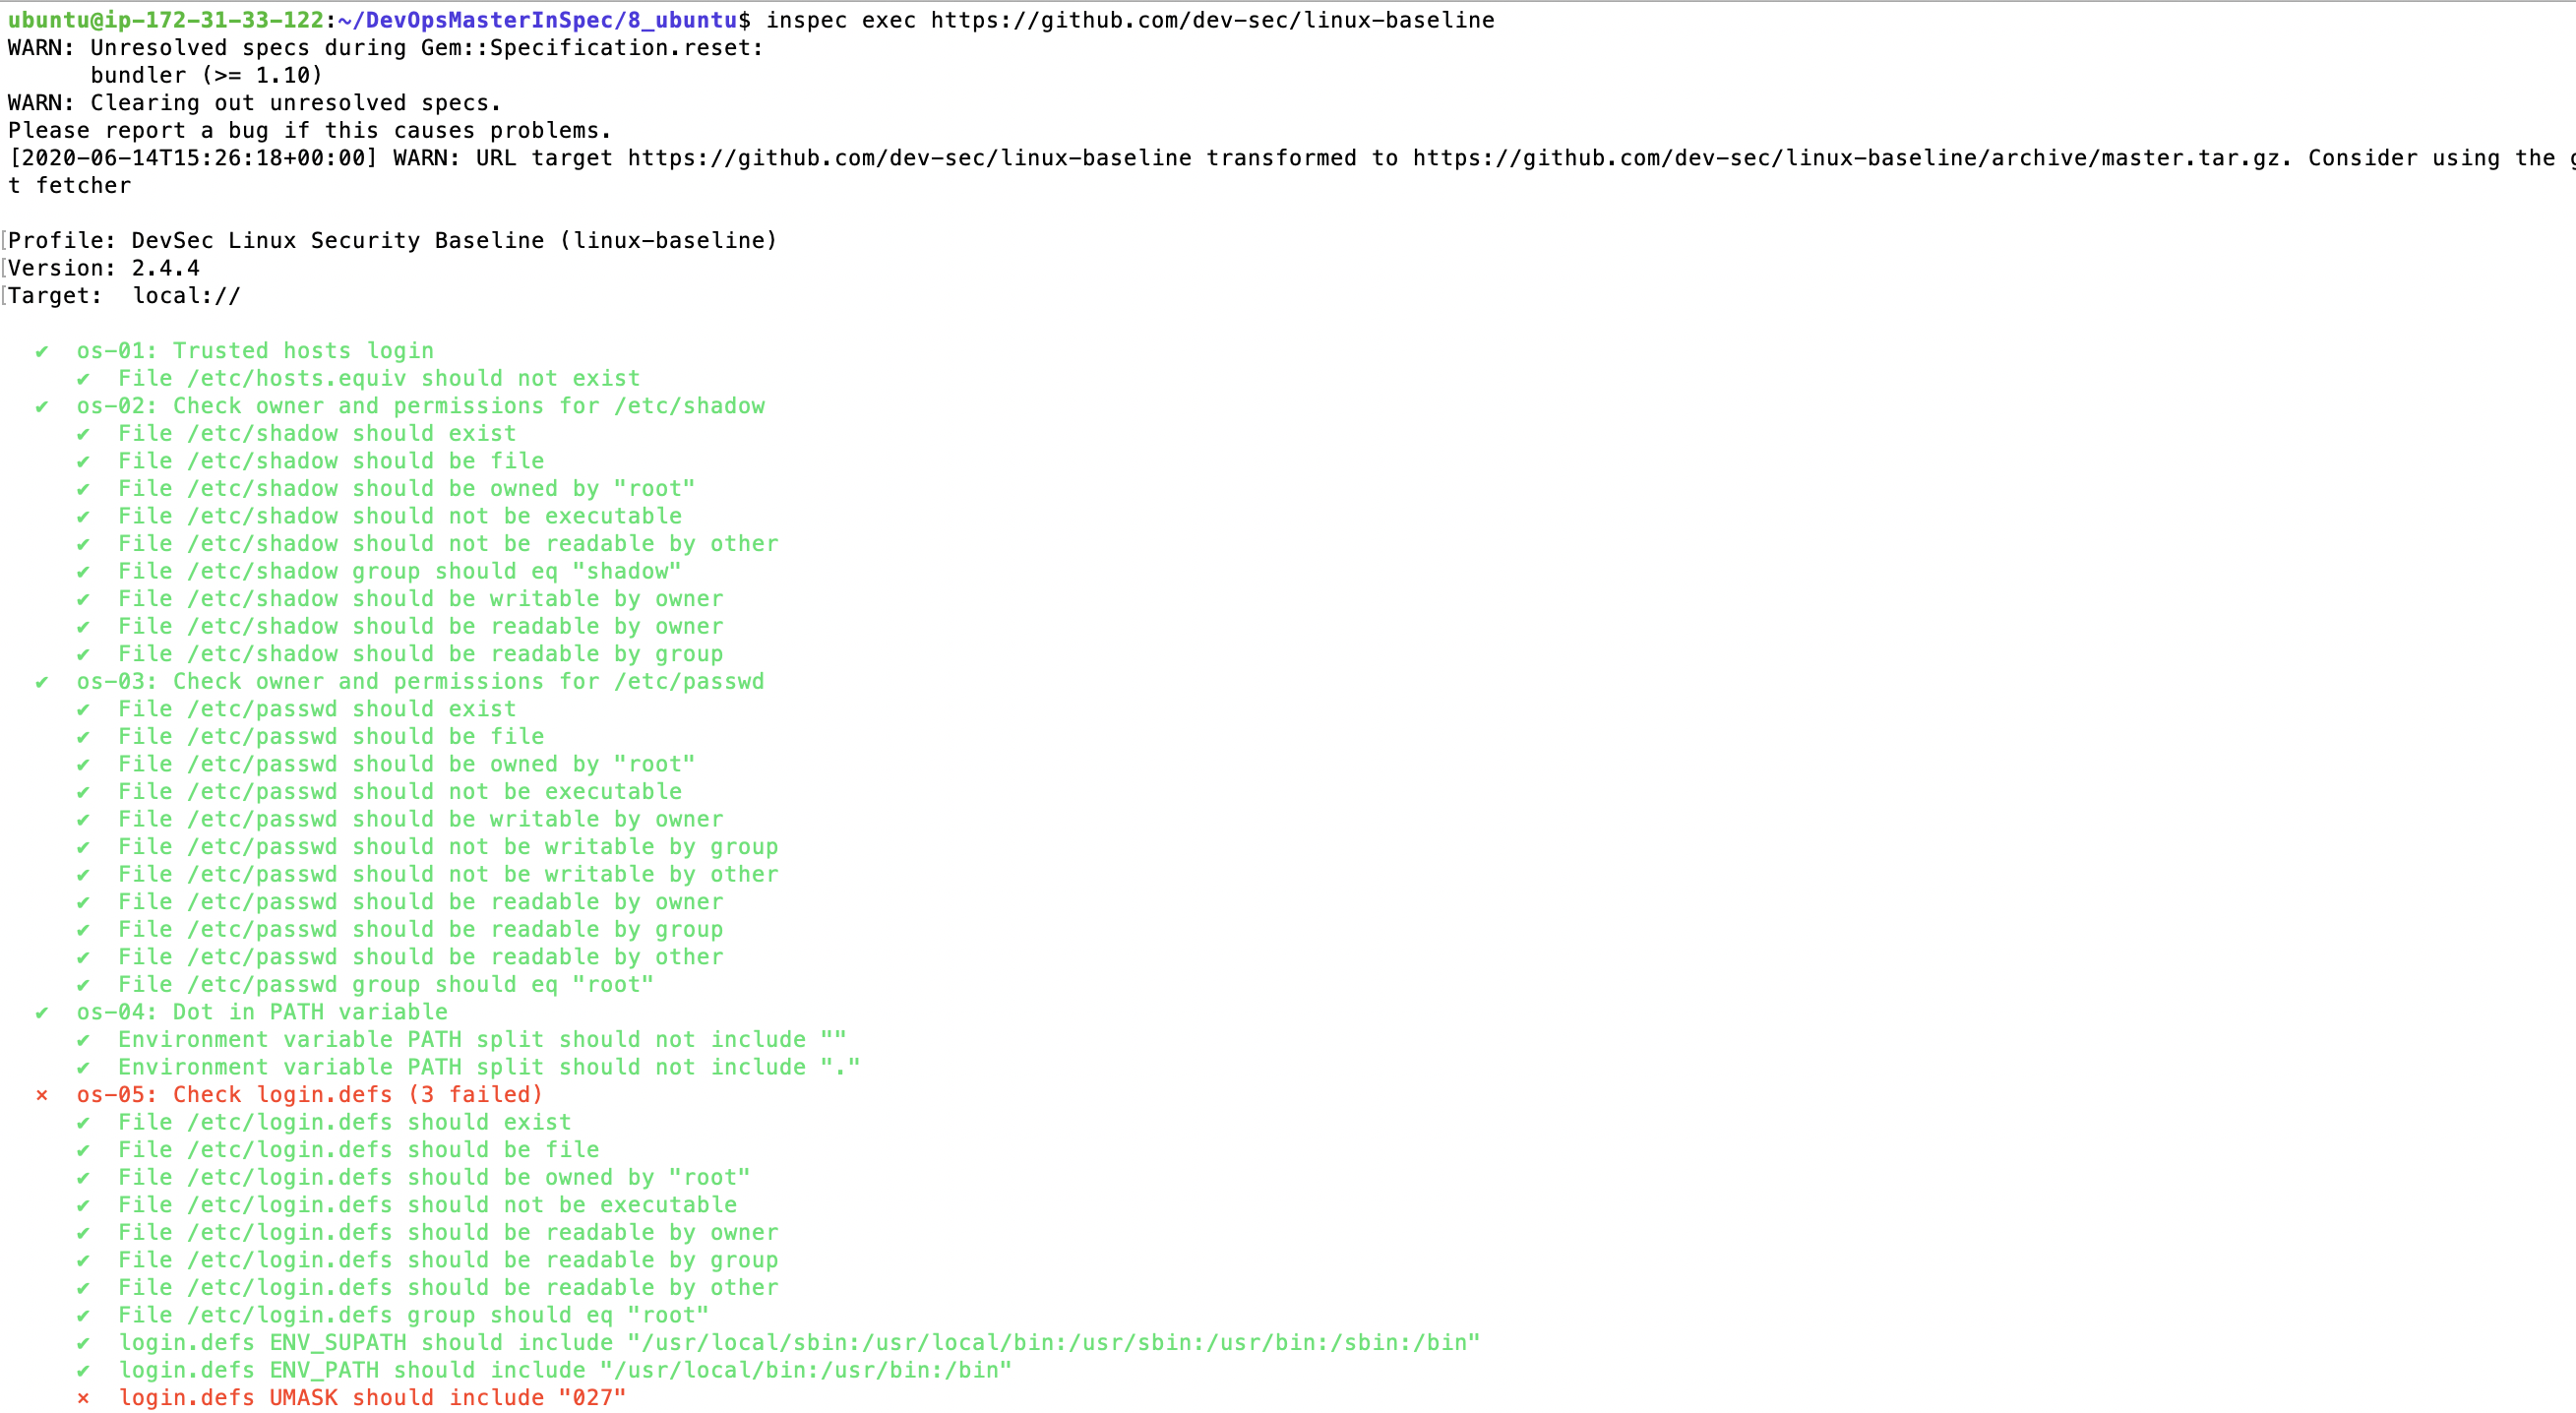 ubuntu@ip-172-31-33-122:~/DevOpsMasterInSpec/8_ubuntu$ inspec exec https://github.com/dev-sec/linux-baseline
WARN: Unresolved specs during Gem::Specification.reset:
      bundler (>= 1.10)
WARN: Clearing out unresolved specs.
Please report a bug if this causes problems.
[2020-06-14T15:26:18+00:00] WARN: URL target https://github.com/dev-sec/linux-baseline transformed to https://github.com/dev-sec/linux-baseline/archive/master.tar.gz. Consider using the
t fetcher
[Profile: DevSec Linux Security Baseline (linux-baseline)
[Version: 2.4.4
[Target:  local://
✔  os-01: Trusted hosts login
✔  File /etc/hosts.equiv should not exist
✔  os-02: Check owner and permissions for /etc/shadow
✔  File /etc/shadow should exist
✔  File /etc/shadow should be file
✔  File /etc/shadow should be owned by "root"
✔  File /etc/shadow should not be executable
✔  File /etc/shadow should not be readable by other
✔  File /etc/shadow group should eq "shadow"
✔  File /etc/shadow should be writable by owner
✔  File /etc/shadow should be readable by owner
✔  File /etc/shadow should be readable by group
✔  os-03: Check owner and permissions for /etc/passwd
✔  File /etc/passwd should exist
✔  File /etc/passwd should be file
✔  File /etc/passwd should be owned by "root"
✔  File /etc/passwd should not be executable
✔  File /etc/passwd should be writable by owner
✔  File /etc/passwd should not be writable by group
✔  File /etc/passwd should not be writable by other
✔  File /etc/passwd should be readable by owner
✔  File /etc/passwd should be readable by group
✔  File /etc/passwd should be readable by other
✔  File /etc/passwd group should eq "root"
✔  os-04: Dot in PATH variable
✔  Environment variable PATH split should not include ""
✔  Environment variable PATH split should not include "."
×  os-05: Check login.defs (3 failed)
✔  File /etc/login.defs should exist
✔  File /etc/login.defs should be file
✔  File /etc/login.defs should be owned by "root"
✔  File /etc/login.defs should not be executable
✔  File /etc/login.defs should be readable by owner
✔  File /etc/login.defs should be readable by group
✔  File /etc/login.defs should be readable by other
✔  File /etc/login.defs group should eq "root"
✔  login.defs ENV_SUPATH should include "/usr/local/sbin:/usr/local/bin:/usr/sbin:/usr/bin:/sbin:/bin"
✔  login.defs ENV_PATH should include "/usr/local/bin:/usr/bin:/bin"
×  login.defs UMASK should include "027"